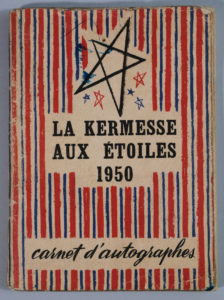 LA KERMESSE
AUX ÉTOILES
1950
carnet d'autographes